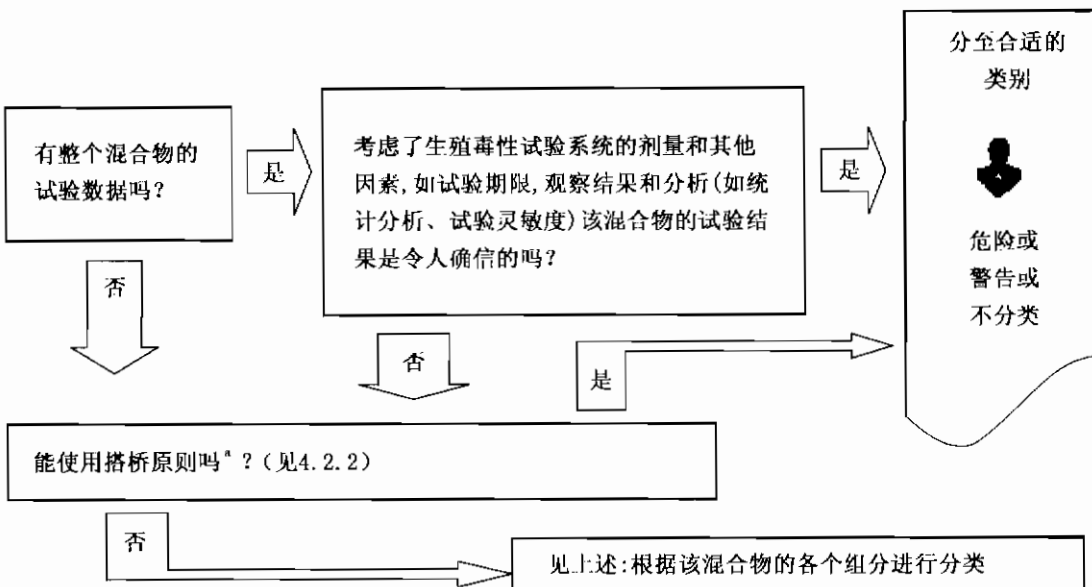 有整个混合物的
试验数据吗？
是
考虑了生殖毒性试验系统的剂量和其他
因素,如试验期限,观察结果和分析(如统
计分析、试验灵敏度)该混合物的试验结
果是令人确信的吗？
是
分至合适的
类别
危险或
警告或
不分类
否
否
是
能使用搭桥原则吗ª？(见4.2.2)
否
见上述:根据该混合物的各个组分进行分类